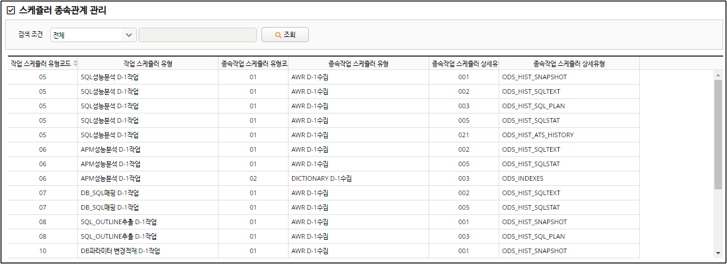 스케줄러 종속관계 관리
검색 조건 전체 조회
작업 스케줄러 유형코드 작업 스케줄러 유형 종속작업 스케줄러 유형코 종속작업 스케줄러 유형 종속작업 스케줄러 상세유형 종속작업 스케줄러 상세유형
05 SQL성능분석 D-1작업 01 AWR D-1수집 001 ODS_HIST_SNAPSHOT
05 SQL성능분석 D-1작업 01 AWR D-1수집 002 ODS_HIST_SQLTEXT
05 SQL성능분석 D-1작업 01 AWR D-1수집 003 ODS_HIST_SQL_PLAN
05 SQL성능분석 D-1작업 01 AWR D-1수집 005 ODS_HIST_SQLSTAT
05 SQL성능분석 D-1작업 01 AWR D-1수집 021 ODS_HIST_ATS_HISTORY
06 APM성능분석 D-1작업 01 AWR D-1수집 002 ODS_HIST_SQLTEXT
06 APM성능분석 D-1작업 01 AWR D-1수집 005 ODS_HIST_SQLSTAT
06 APM성능분석 D-1작업 02 DICTIONARY D-1수집 003 ODS_INDEXES
07 DB_SQL매핑 D-1작업 01 AWR D-1수집 002 ODS_HIST_SQLTEXT
07 DB_SQL매핑 D-1작업 01 AWR D-1수집 005 ODS_HIST_SQLSTAT
08 SQL_OUTLINE추출 D-1작업 01 AWR D-1수집 001 ODS_HIST_SNAPSHOT
08 SQL_OUTLINE추출 D-1작업 01 AWR D-1수집 003 ODS_HIST_SQL_PLAN
10 DB파라미터 변경적재 D-1작업 01 AWR D-1수집 001 ODS_HIST_SNAPSHOT